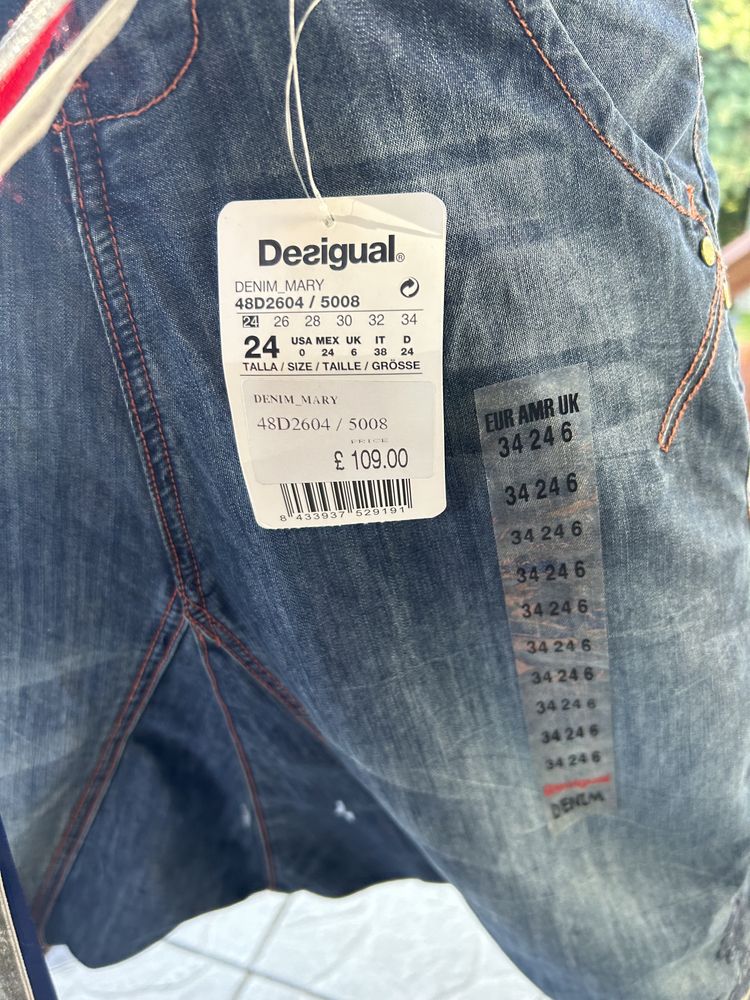 Desigual®
DENIM_MARY
48D2604 / 5008
24 26 28 30 32 34
24 USA MEX UK IT D
0 24 6 38 24
TALLA / SIZE / TAILLE / GRÖSSE
DENIM_MARY
48D2604 / 5008
PRICE
£ 109.00
8 433937 529191
EUR AMR UK
34 24 6
34 24 6
34 24 6
34 24 6
34 24 6
34 24 6
34 24 6
34 24 6
34 24 6
34 24 6
Desigual
DENIM